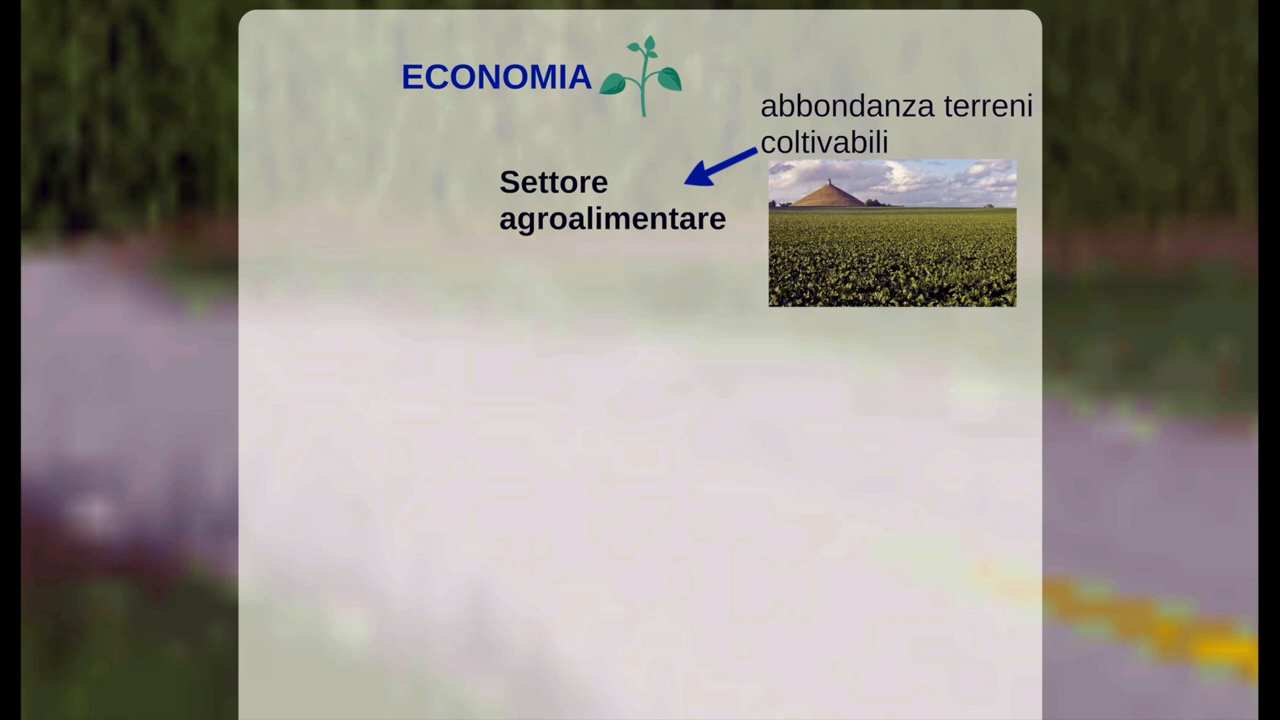 ECONOMIA
abbondanza terreni
coltivabili
Settore
agroalimentare